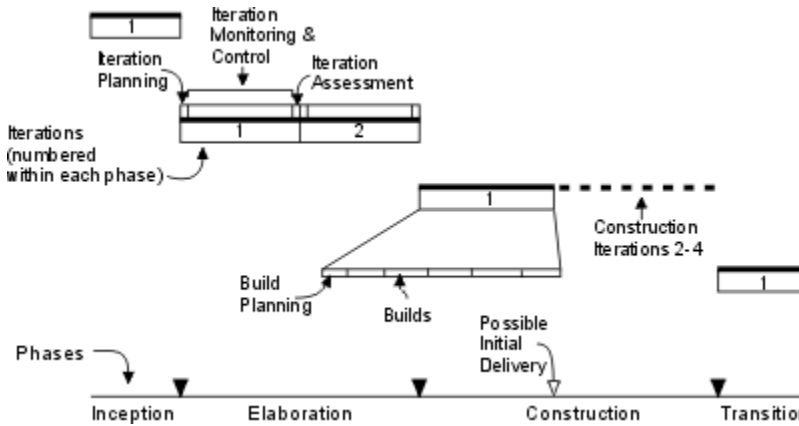 1
Iteration
Monitoring &
Control
Iteration
Planning
Iteration
Assessment
1
2
Iterations
(numbered
within each phase)
1
Construction
Iterations 2-4
1
Build
Planning
Builds
Possible
Initial
Delivery
Phases
Inception
Elaboration
Construction
Transitio